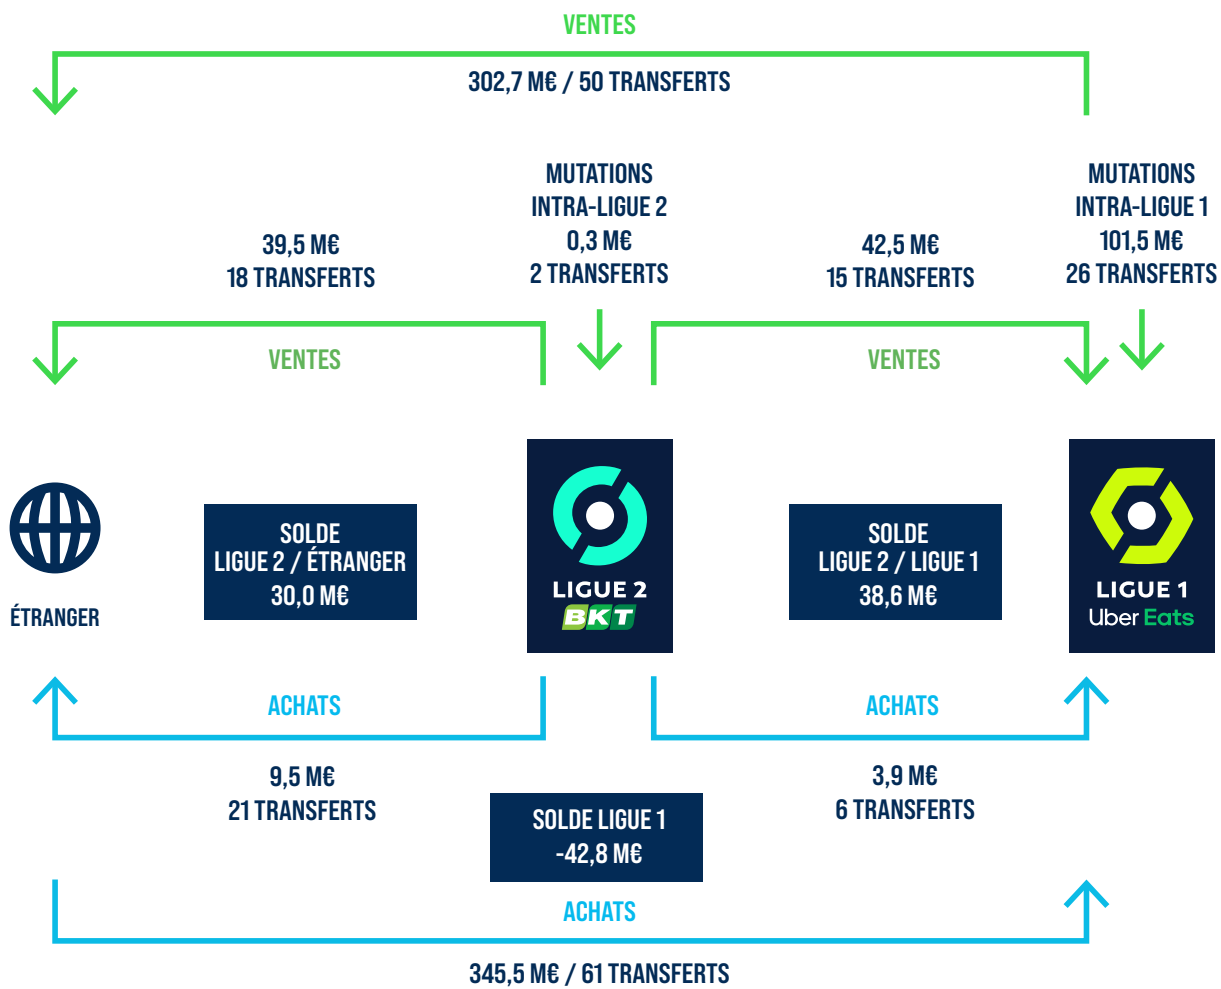 VENTES
302,7 M€ / 50 TRANSFERTS
MUTATIONS
INTRA-LIGUE 2
0,3 M€
2 TRANSFERTS
MUTATIONS
INTRA-LIGUE 1
101,5 M€
26 TRANSFERTS
39,5 M€
18 TRANSFERTS
42,5 M€
15 TRANSFERTS
VENTES
VENTES
ÉTRANGER
SOLDE
LIGUE 2 / ÉTRANGER
30,0 M€
LIGUE 2
BKT
SOLDE
LIGUE 2 / LIGUE 1
38,6 M€
LIGUE 1
Uber Eats
ACHATS
ACHATS
9,5 M€
21 TRANSFERTS
3,9 M€
6 TRANSFERTS
SOLDE LIGUE 1
-42,8 M€
ACHATS
345,5 M€ / 61 TRANSFERTS